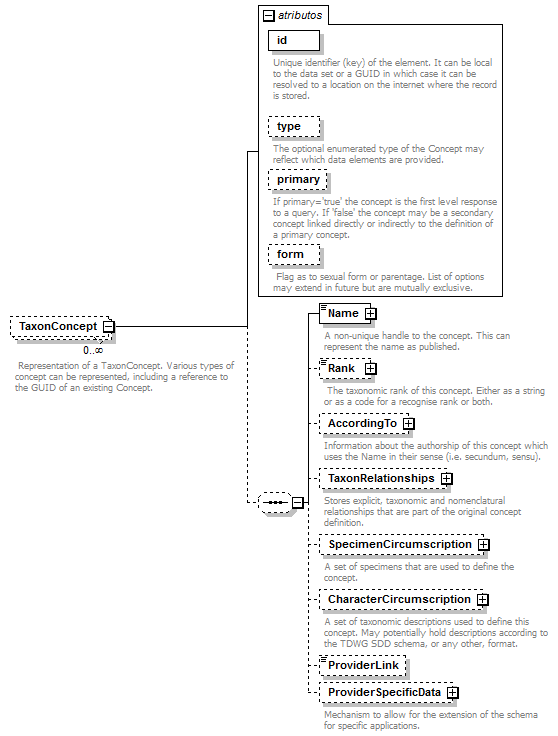 atributos
id
Unique identifier (key) of the element. It can be local
to the data set or a GUID in which case it can be
resolved to a location on the internet where the record
is stored.
type
The optional enumerated type of the Concept may
reflect which data elements are provided.
primary
If primary='true' the concept is the first level response
to a query. If 'false' the concept may be a secondary
concept linked directly or indirectly to the definition of
a primary concept.
form
Flag as to sexual form or parentage. List of options
may extend in future but are mutually exclusive.
TaxonConcept
0..∞
Representation of a TaxonConcept. Various types of
concept can be represented, including a reference to
the GUID of an existing Concept.
Name
A non-unique handle to the concept. This can
represent the name as published.
Rank
The taxonomic rank of this concept. Either as a string
or as a code for a recognise rank or both.
AccordingTo
Information about the authorship of this concept which
uses the Name in their sense (i.e. secundum, sensu).
TaxonRelationships
Stores explicit, taxonomic and nomenclatural
relationships that are part of the original concept
definition.
SpecimenCircumscription
A set of specimens that are used to define the
concept.
CharacterCircumscription
A set of taxonomic descriptions used to define this
concept. May potentially hold descriptions according to
the TDWG SDD schema, or any other, format.
ProviderLink
ProviderSpecificData
Mechanism to allow for the extension of the schema
for specific applications.